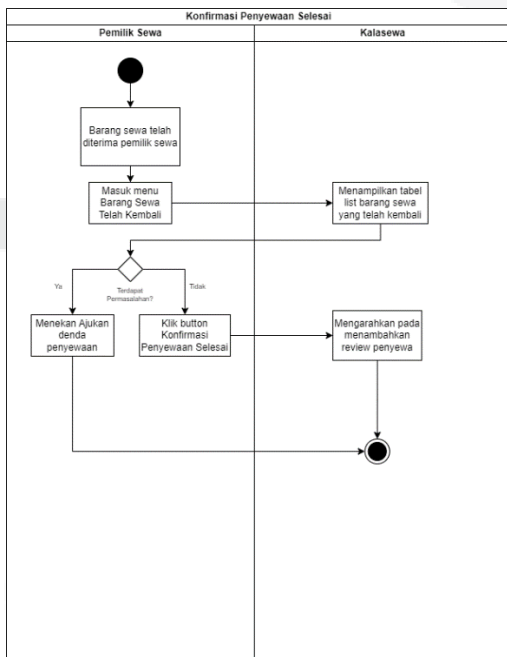 Konfirmasi Penyewaan Selesai
Pemilik Sewa
Kalasewa
Barang sewa telah
diterima pemilik sewa
Masuk menu
Barang Sewa
Telah Kembali
Menampilkan tabel
list barang sewa
yang telah kembali
Ya
Terdapat
Permasalahan?
Tidak
Menekan Ajukan
denda
penyewaan
Klik button
Konfirmasi
Penyewaan Selesai
Mengarahkan pada
menambahkan
review penyewa